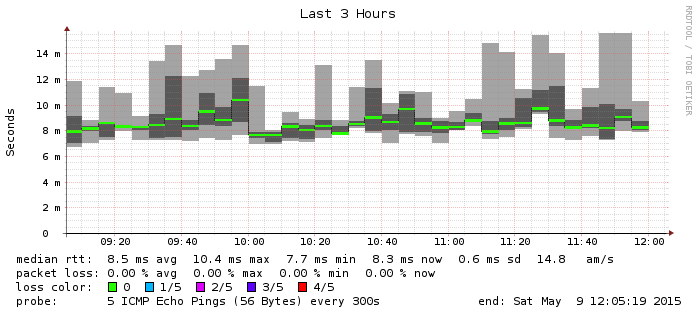 Last 3 Hours
RRDTOOL / TOBI OETIKER
Seconds
14 m
12 m
10 m
8 m
6 m
4 m
2 m
0
09:20 09:40 10:00 10:20 10:40 11:00 11:20 11:40 12:00
median rtt: 8.5 ms avg 10.4 ms max 7.7 ms min 8.3 ms now 0.6 ms sd 14.8 am/s
packet loss: 0.00 % avg 0.00 % max 0.00 % min 0.00 % now
loss color: 0 1/5 2/5 3/5 4/5
probe: 5 ICMP Echo Pings (56 Bytes) every 300s end: Sat May 9 12:05:19 2015